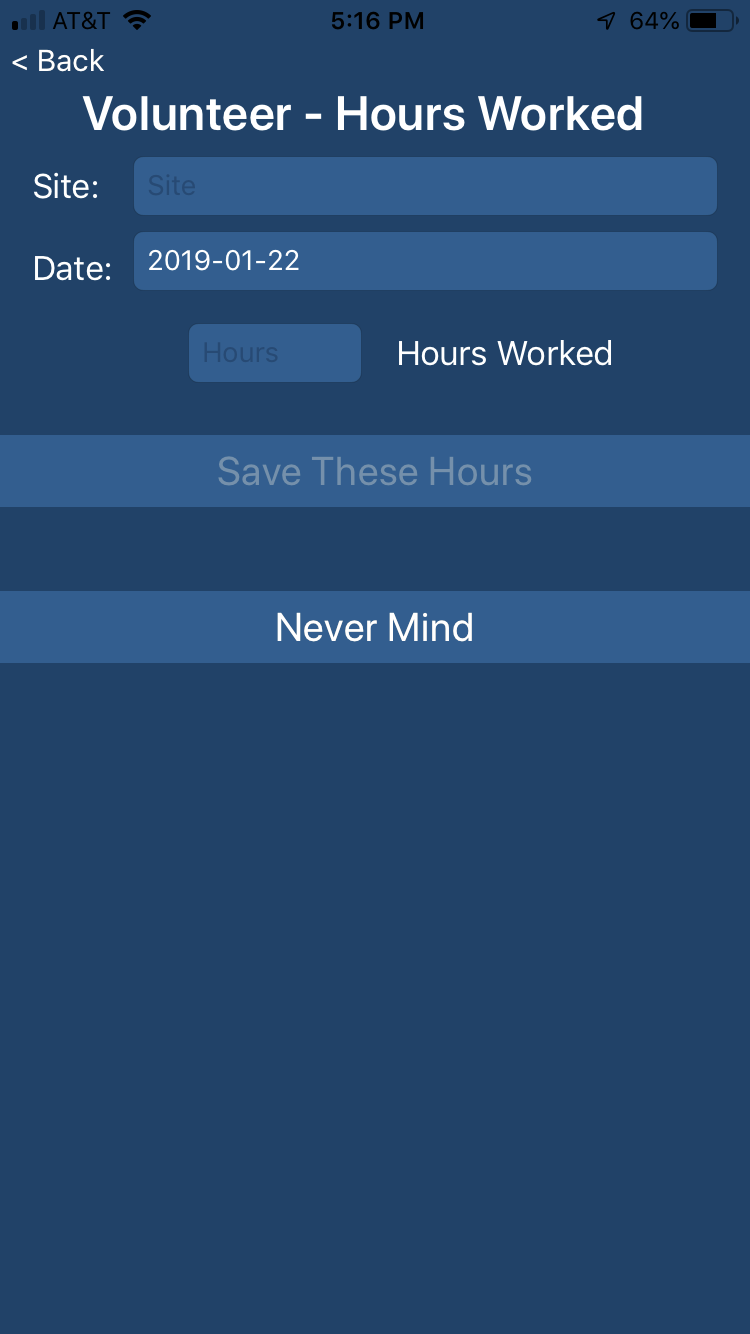 AT&T 5:16 PM 64%
< Back
Volunteer - Hours Worked
Site: Site
Date: 2019-01-22
Hours Hours Worked
Save These Hours
Never Mind